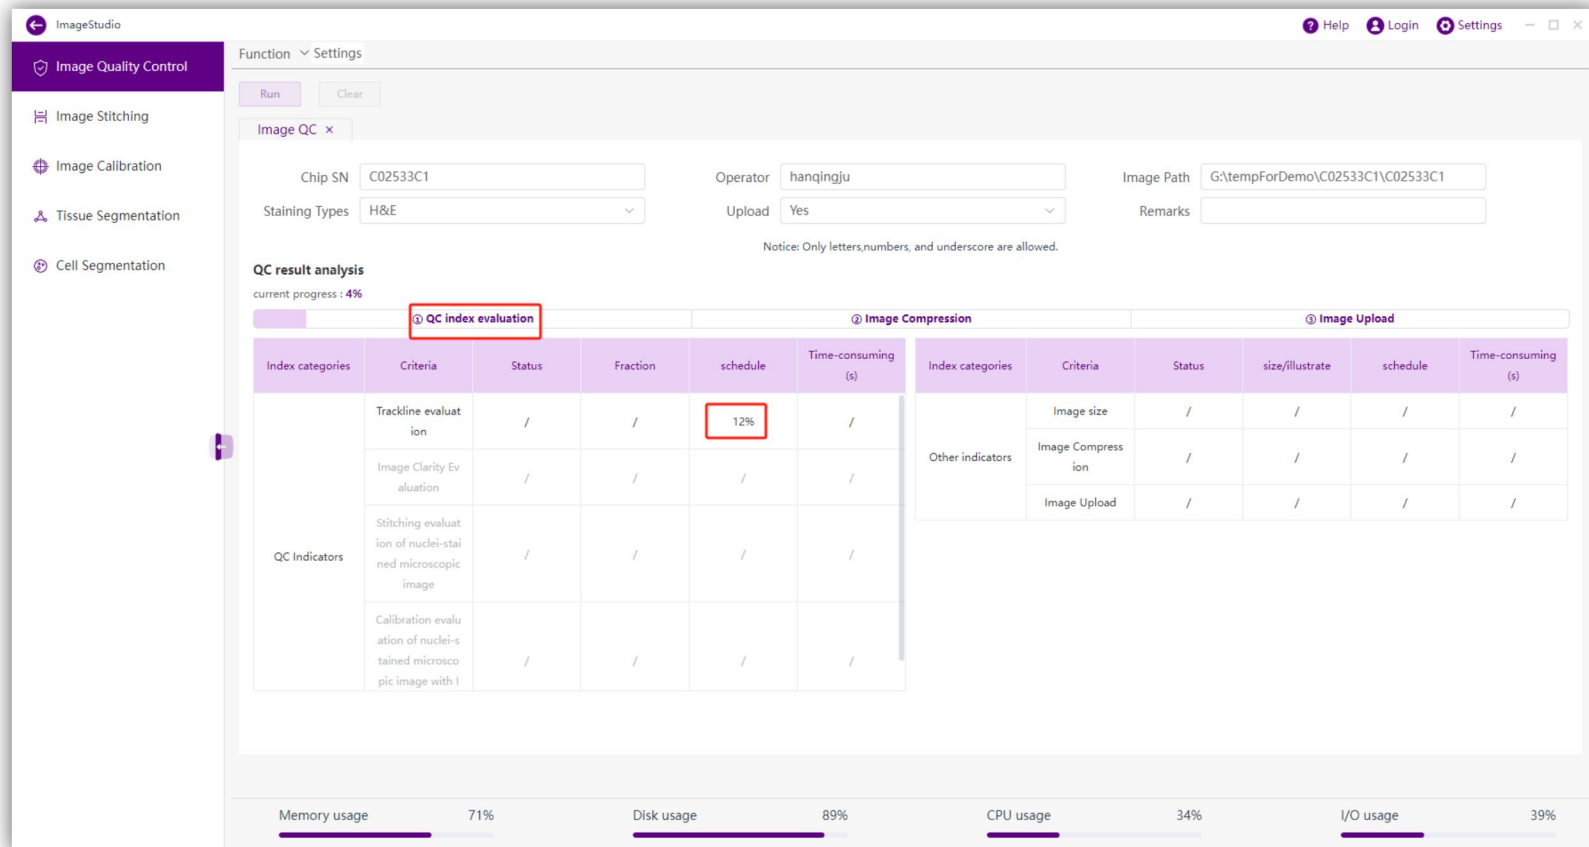 ImageStudio
Help Login Settings
Image Quality Control
Image Stitching
Image Calibration
Tissue Segmentation
Cell Segmentation
Function Settings
Run Clear
Image QC ×
Chip SN C02533C1 Operator hanqingju Image Path G:\tempForDemo\C02533C1\C02533C1
Staining Types H&E Upload Yes Remarks
Notice: Only letters,numbers, and underscore are allowed.
QC result analysis
current progress : 4%
① QC index evaluation ② Image Compression ③ Image Upload
Index categories Criteria Status Fraction schedule Time-consuming
(s)
Trackline evaluat
ion / / 12% /
Image Clarity Ev
aluation / / / /
QC Indicators
Stitching evaluat
ion of nuclei-stai
ned microscopic
image / / / /
Calibration evalu
ation of nuclei-s
tained microsco
pic image with I / / / /
Index categories Criteria Status size/illustrate schedule Time-consuming
(s)
Image size / / / /
Other indicators
Image Compress
ion / / / /
Image Upload / / / /
Memory usage 71% Disk usage 89% CPU usage 34% I/O usage 39%